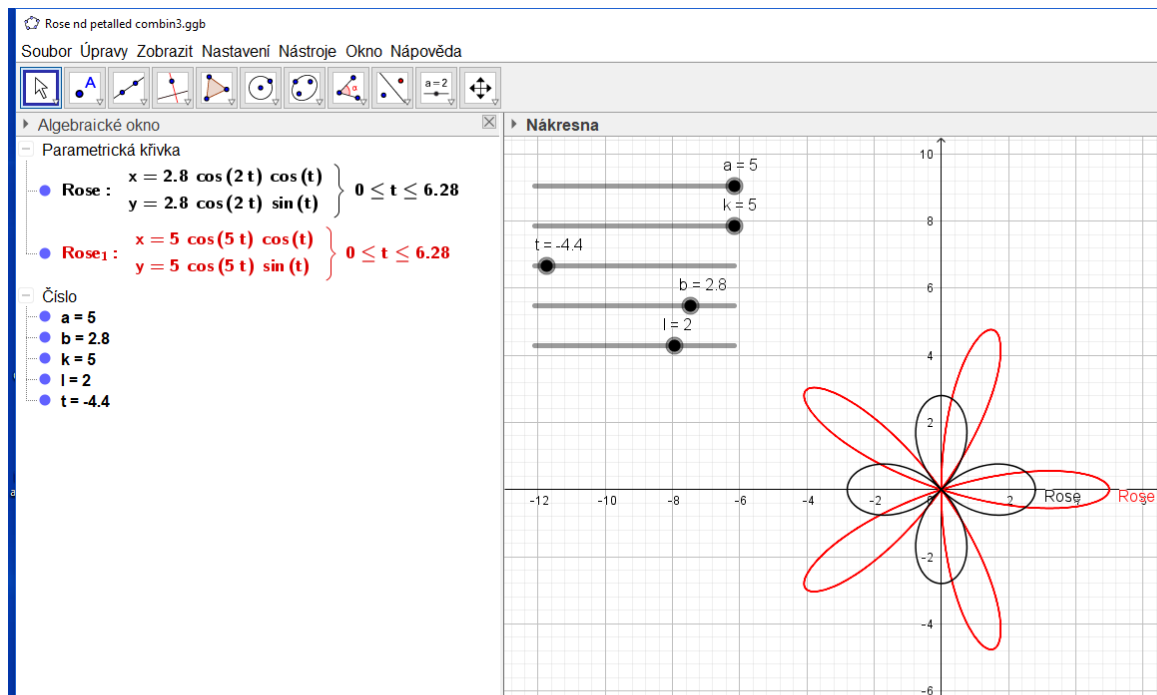 Rose nd petalled combin3.ggb
Soubor Úpravy Zobrazit Nastavení Nástroje Okno Nápověda
A α a=2
Algebraické okno
Parametrická křivka
Rose : x = 2.8 cos(2 t) cos(t)
y = 2.8 cos(2 t) sin(t)
0 ≤ t ≤ 6.28
Rose₁ : x = 5 cos(5 t) cos(t)
y = 5 cos(5 t) sin(t)
0 ≤ t ≤ 6.28
Číslo
a = 5
b = 2.8
k = 5
l = 2
t = -4.4
Nákresna
a = 5
k = 5
t = -4.4
b = 2.8
l = 2
10
8
6
4
2
-12 -10 -8 -6 -4 -2 0 2 Rose Rose
-2
-4
-6